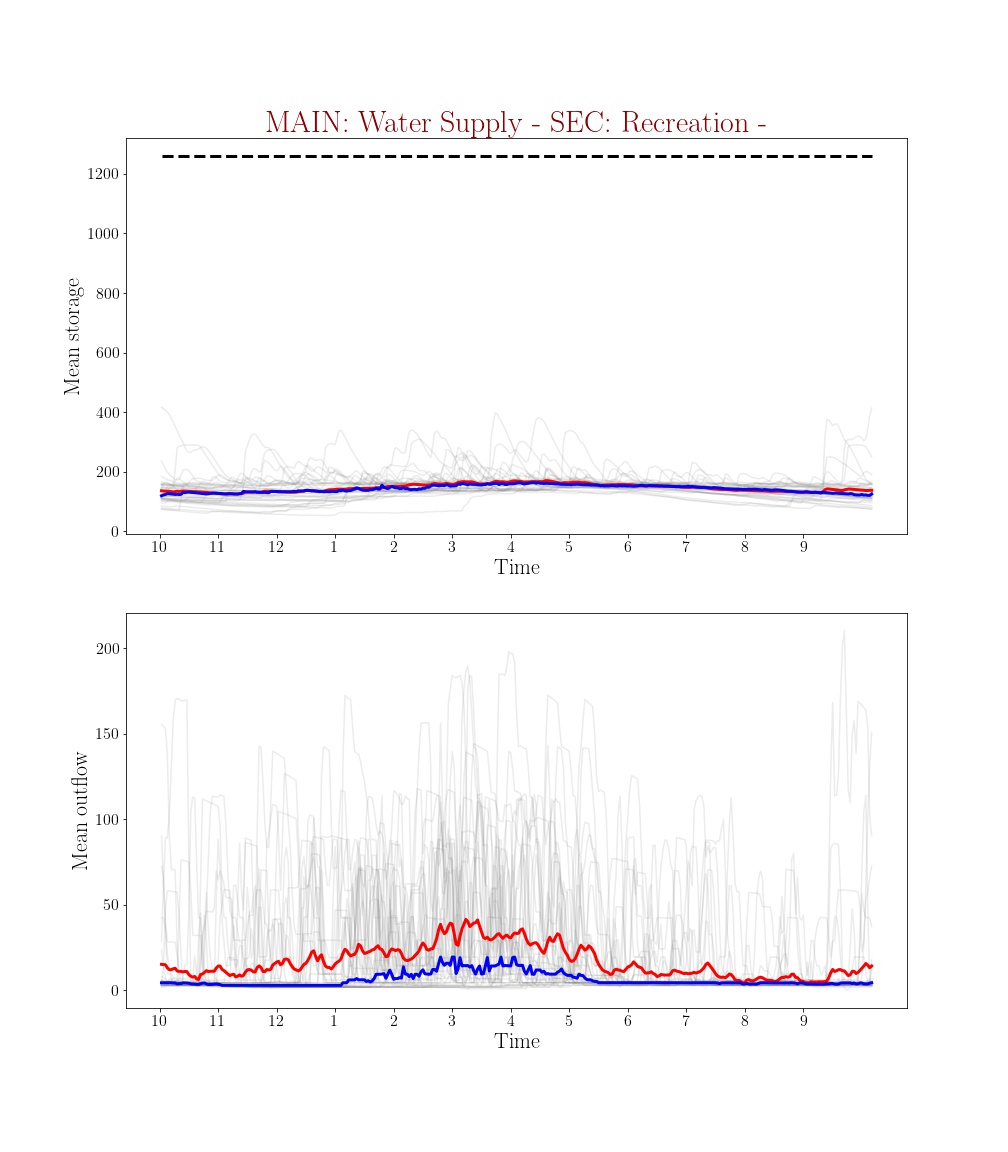 MAIN: Water Supply - SEC: Recreation -
1200
1000
800
600
400
200
0
Mean storage
10 11 12 1 2 3 4 5 6 7 8 9
Time
200
150
100
50
0
Mean outflow
10 11 12 1 2 3 4 5 6 7 8 9
Time